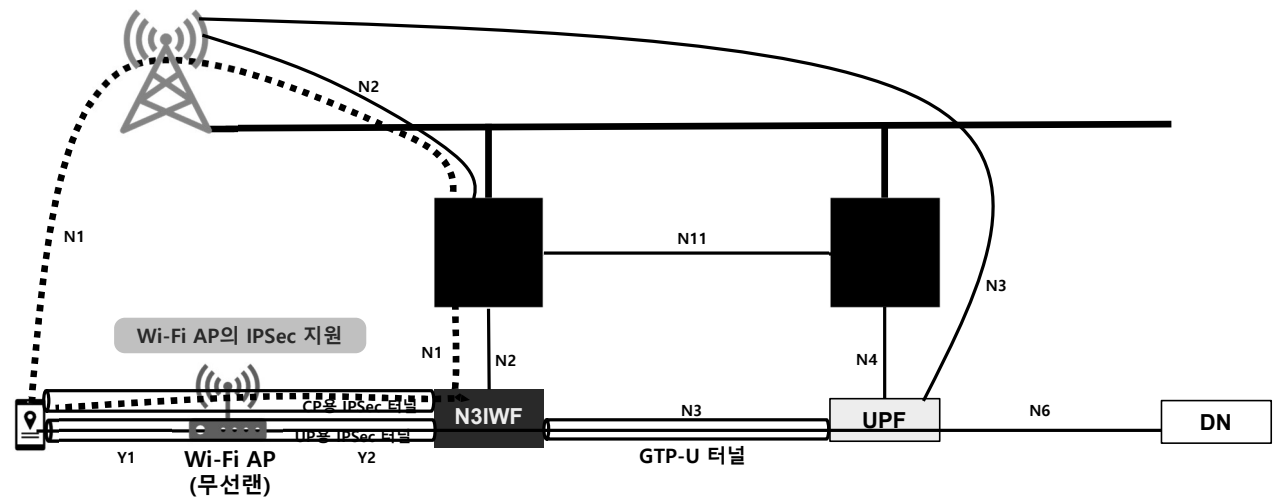 N2
N1
N11
N3
Wi-Fi AP의 IPSec 지원
N1
N2
N4
CP용 IPSec 터널
N3IWF
N3
UPF
N6
DN
UP용 IPSec 터널
Y1
Wi-Fi AP
(무선랜)
Y2
GTP-U 터널